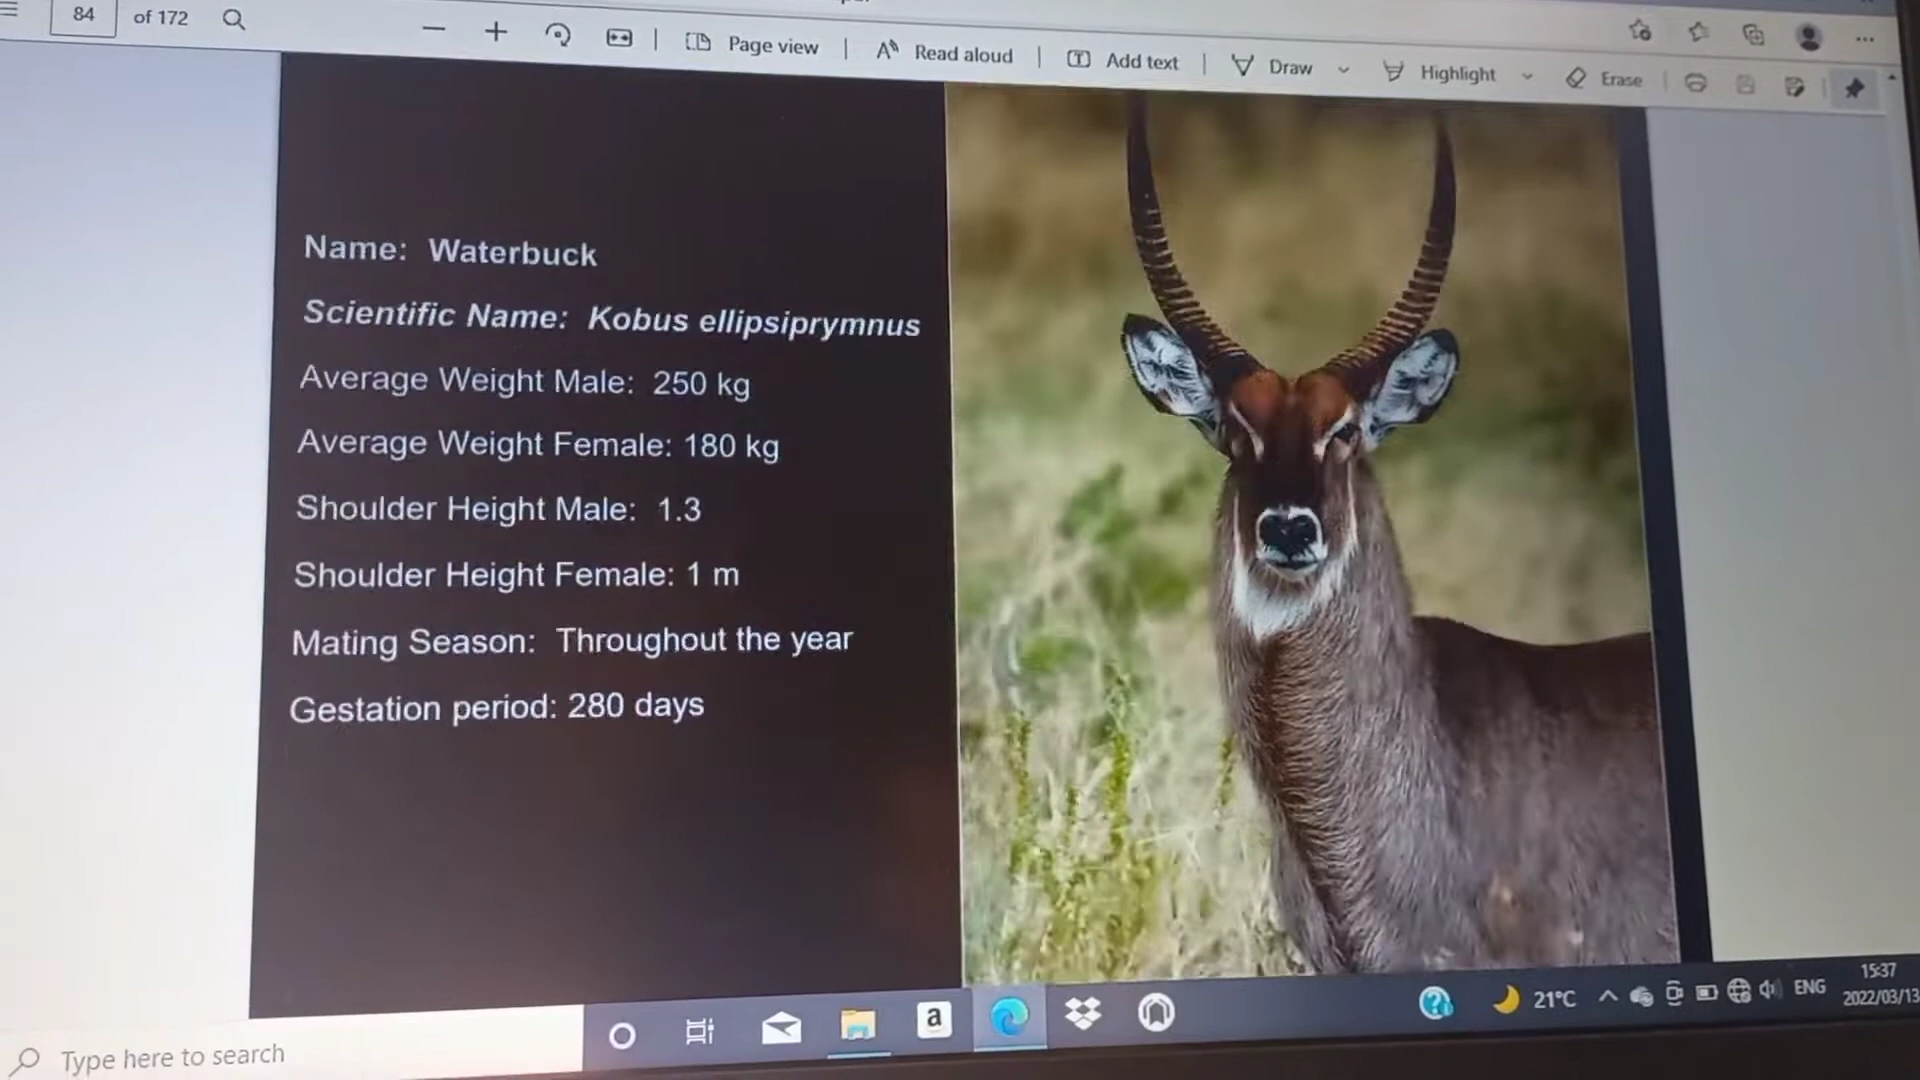 84 of 172
Page view
Read aloud
Add text
Draw
Highlight
Erase
Name: Waterbuck
Scientific Name: Kobus ellipsiprymnus
Average Weight Male: 250 kg
Average Weight Female: 180 kg
Shoulder Height Male: 1.3
Shoulder Height Female: 1 m
Mating Season: Throughout the year
Gestation period: 280 days
Type here to search
a
21°C
ENG
15:37
2022/03/13